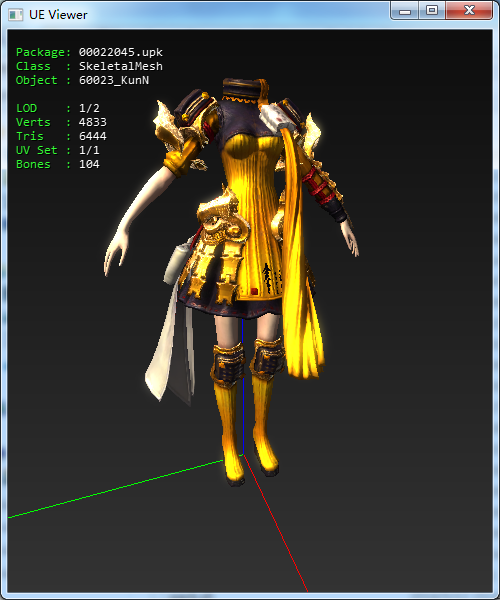 UE Viewer
Package: 00022045.upk
Class  : SkeletalMesh
Object : 60023_KunN
LOD    : 1/2
Verts  : 4833
Tris   : 6444
UV Set : 1/1
Bones  : 104